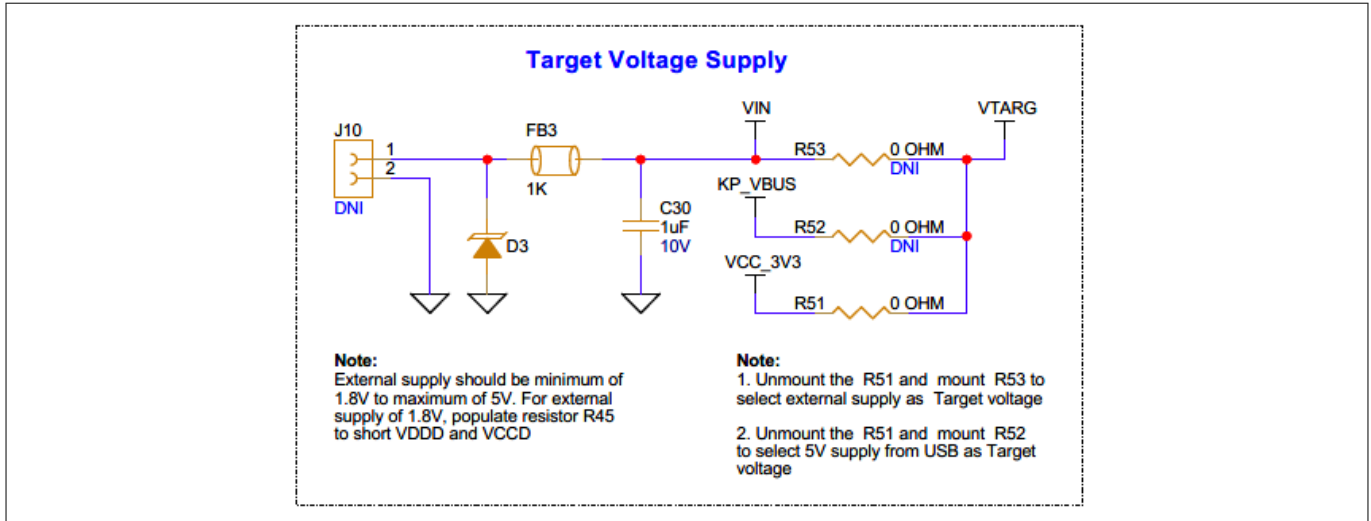 Target Voltage Supply
VIN
VTARG
J10
1
2
DNI
FB3
1K
D3
C30
1uF
10V
R53
0 OHM
DNI
KP_VBUS
R52
0 OHM
DNI
VCC_3V3
R51
0 OHM
Note:
External supply should be minimum of
1.8V to maximum of 5V. For external
supply of 1.8V, populate resistor R45
to short VDDD and VCCD
Note:
1. Unmount the R51 and mount R53 to
select external supply as Target voltage
2. Unmount the R51 and mount R52
to select 5V supply from USB as Target
voltage